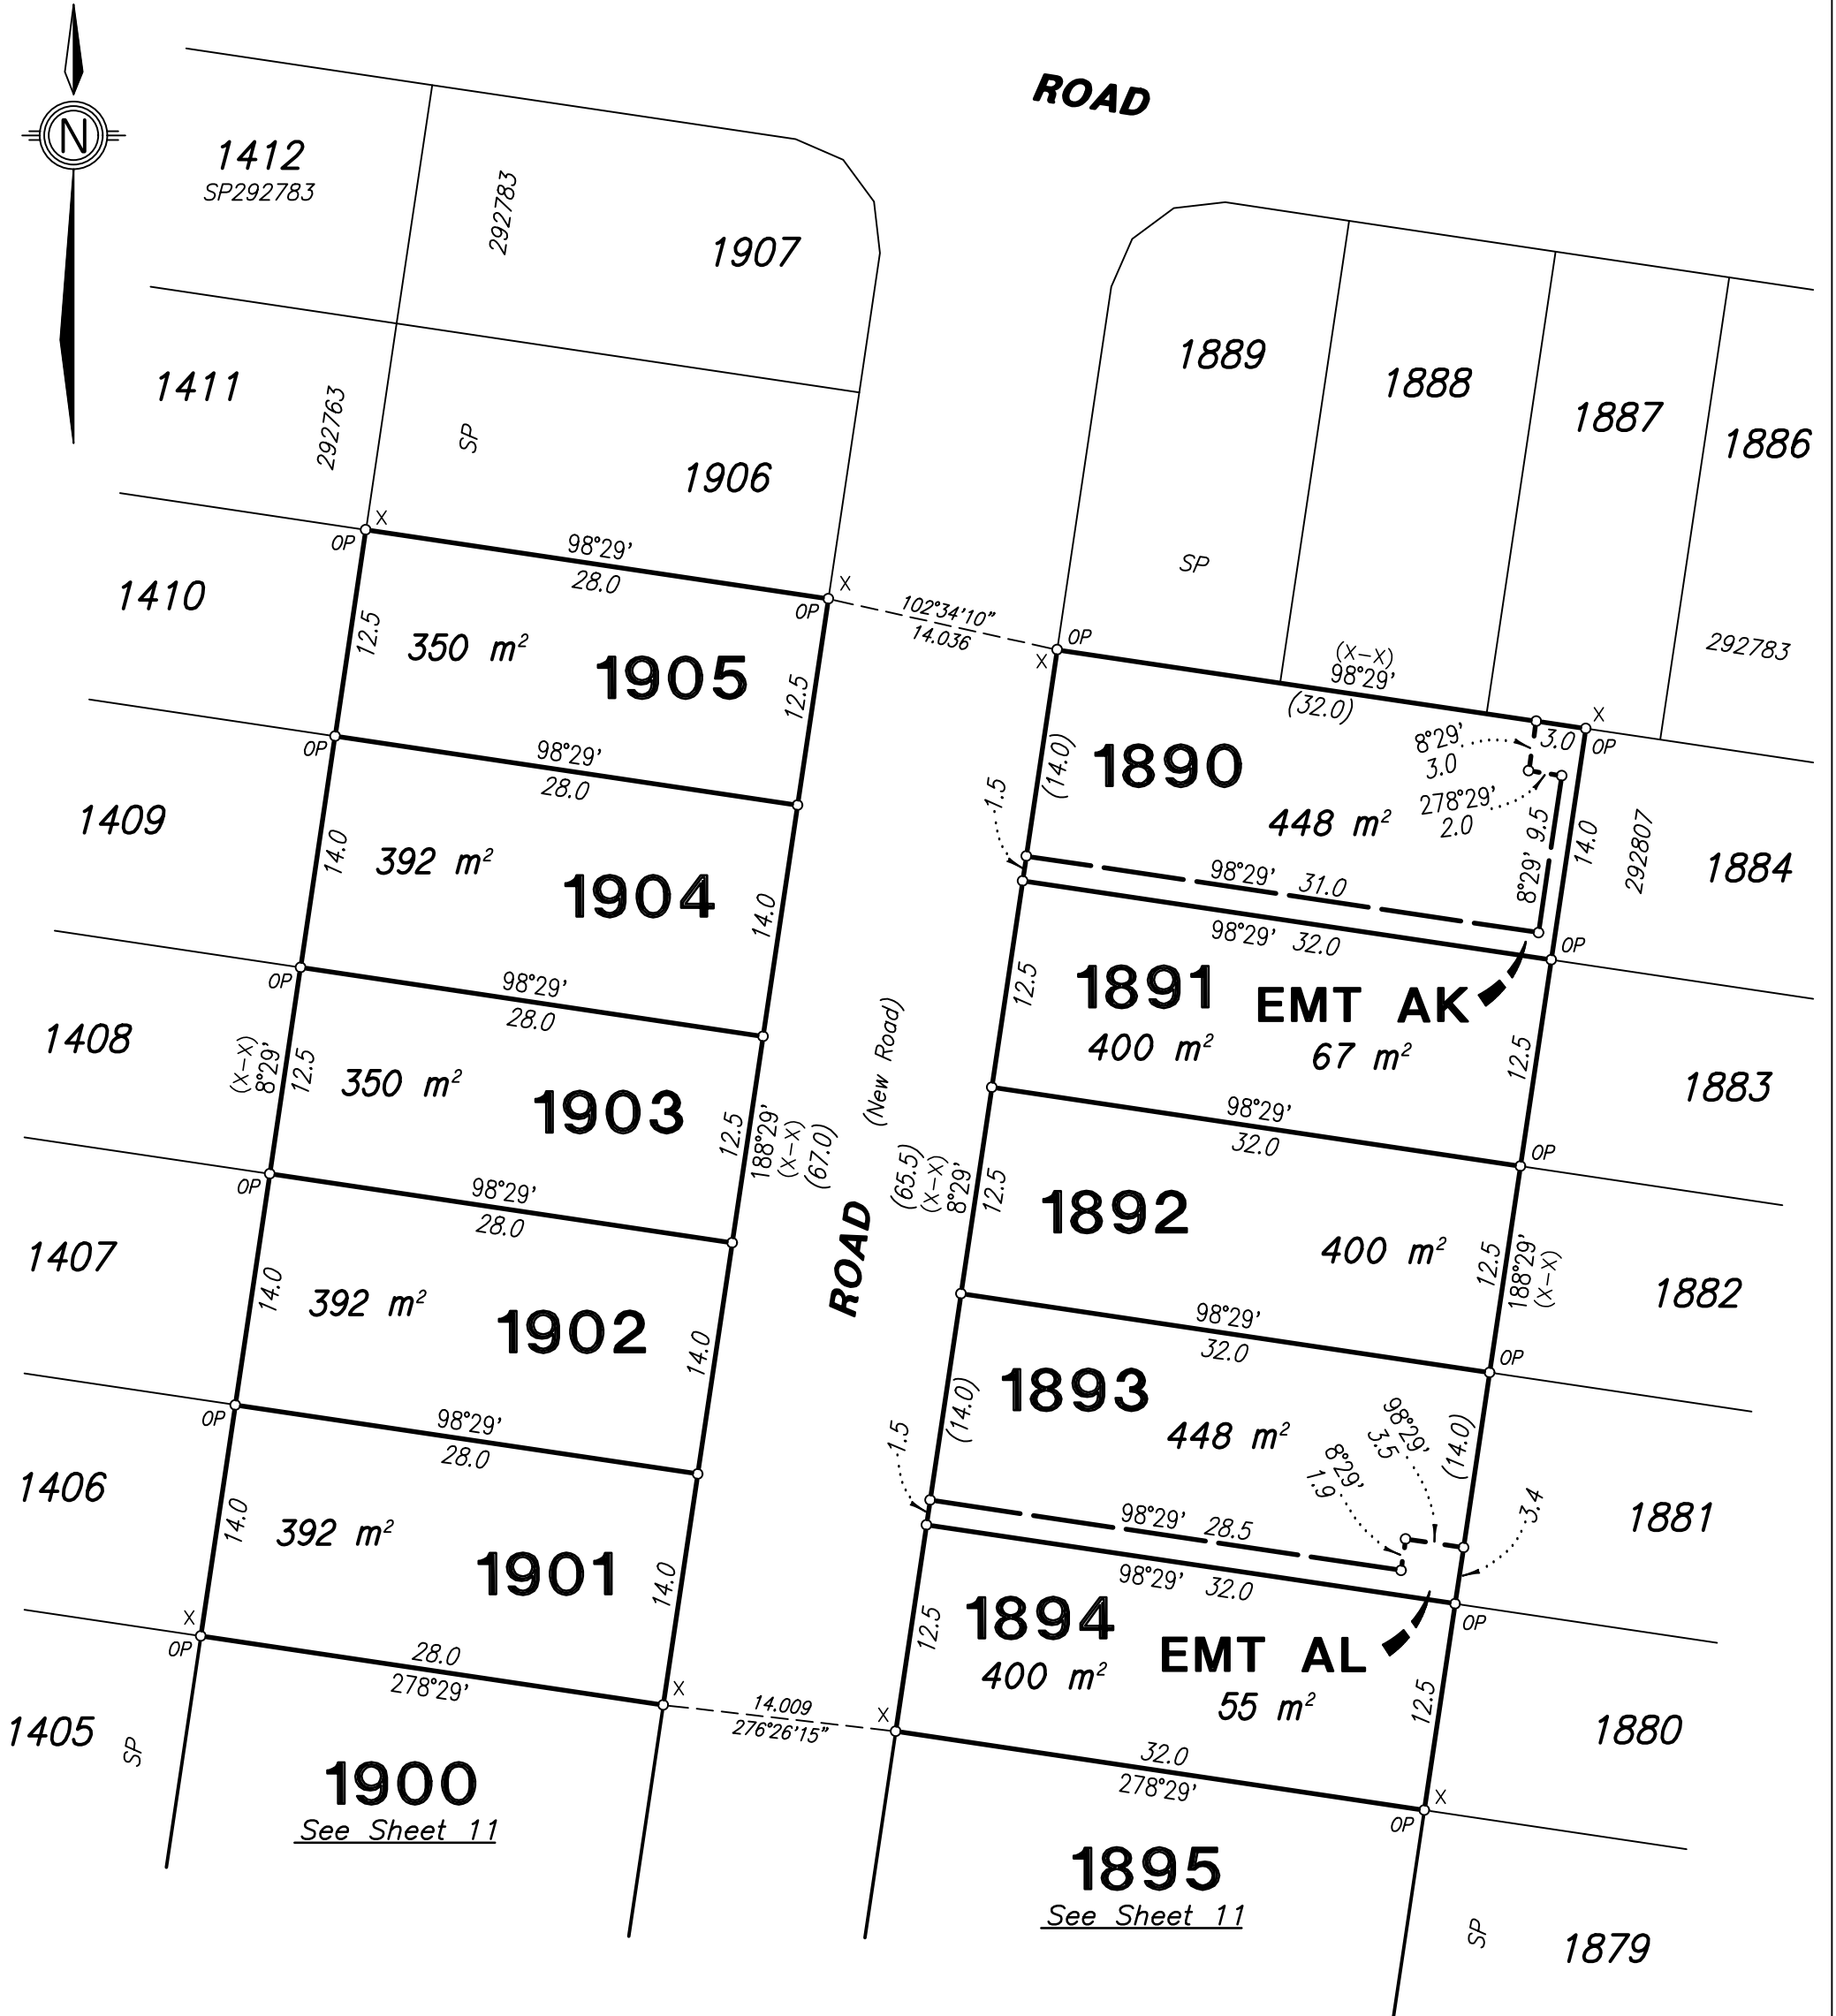 ROAD
N
1412
SP292783
292783
1907
1411
292763
SP
1906
1889
1888
1887
1886
SP
292783
X
OP
98°29'
28.0
X
OP
102°34'10"
14.036
OP
X
(X-X)
98°29'
(32.0)
X
OP
1410
12.5
350 m²
1905
12.5
1.5
(14.0)
1890
448 m²
8°29'
3.0
3.0
278°29'
2.0
8°29' 9.5
14.0
292807
1884
OP
98°29'
28.0
1409
14.0
392 m²
1904
14.0
98°29' 31.0
98°29' 32.0
OP
OP
98°29'
28.0
12.5
1891
400 m²
EMT AK
67 m²
12.5
1883
1408
(X-X)
8°29'
12.5
350 m²
1903
12.5
188°29'
(X-X)
(67.0)
(New Road)
ROAD
(65.5)
(X-X)
8°29'
12.5
98°29'
32.0
OP
1892
400 m²
12.5
188°29'
(X-X)
1882
OP
98°29'
28.0
1407
14.0
392 m²
1902
14.0
98°29'
32.0
OP
1893
448 m²
(14.0)
1.5
98°29'
3.5
8°29'
1.9
(14.0)
3.4
1881
OP
98°29'
28.0
1406
14.0
392 m²
1901
14.0
98°29' 28.5
98°29' 32.0
OP
12.5
1894
400 m²
EMT AL
55 m²
12.5
1880
X
OP
28.0
278°29'
X
14.009
276°26'15"
X
32.0
278°29'
X
OP
1405
SP
1900
See Sheet 11
1895
See Sheet 11
SP
1879